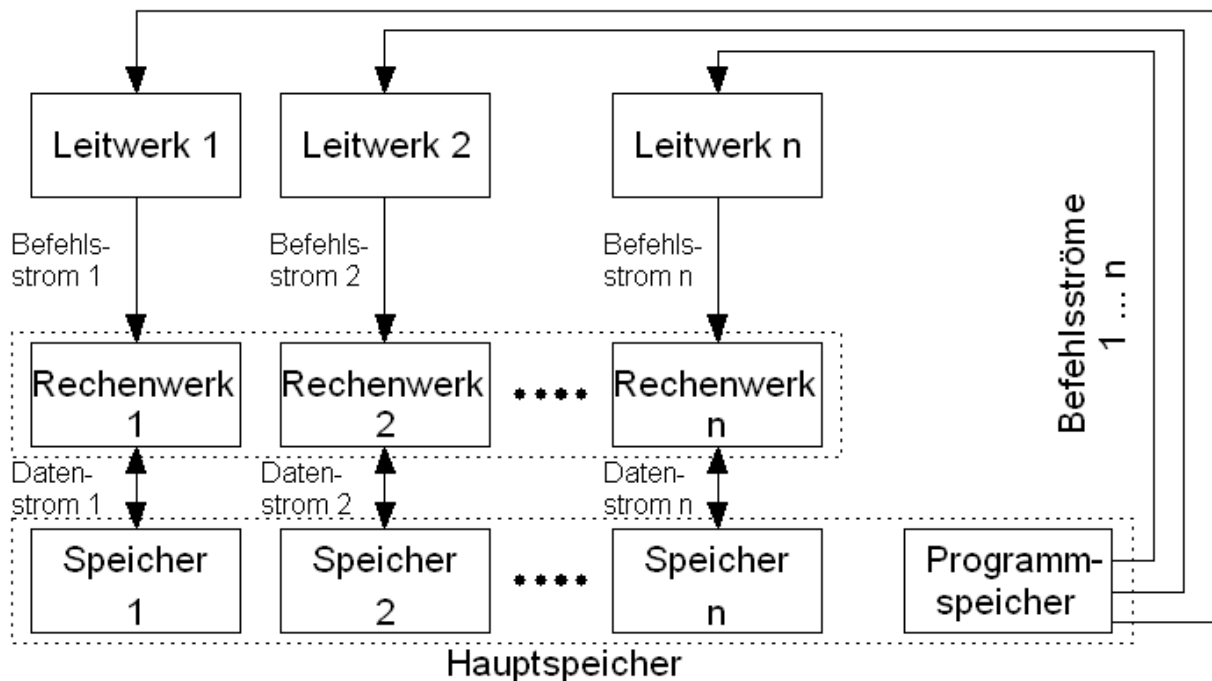 Leitwerk 1
Leitwerk 2
Leitwerk n
Befehls-
strom 1
Befehls-
strom 2
Befehls-
strom n
Befehlsströme
1 ... n
Rechenwerk
1
Rechenwerk
2
Rechenwerk
n
Daten-
strom 1
Daten-
strom 2
Daten-
strom n
Speicher
1
Speicher
2
Speicher
n
Programm-
speicher
Hauptspeicher